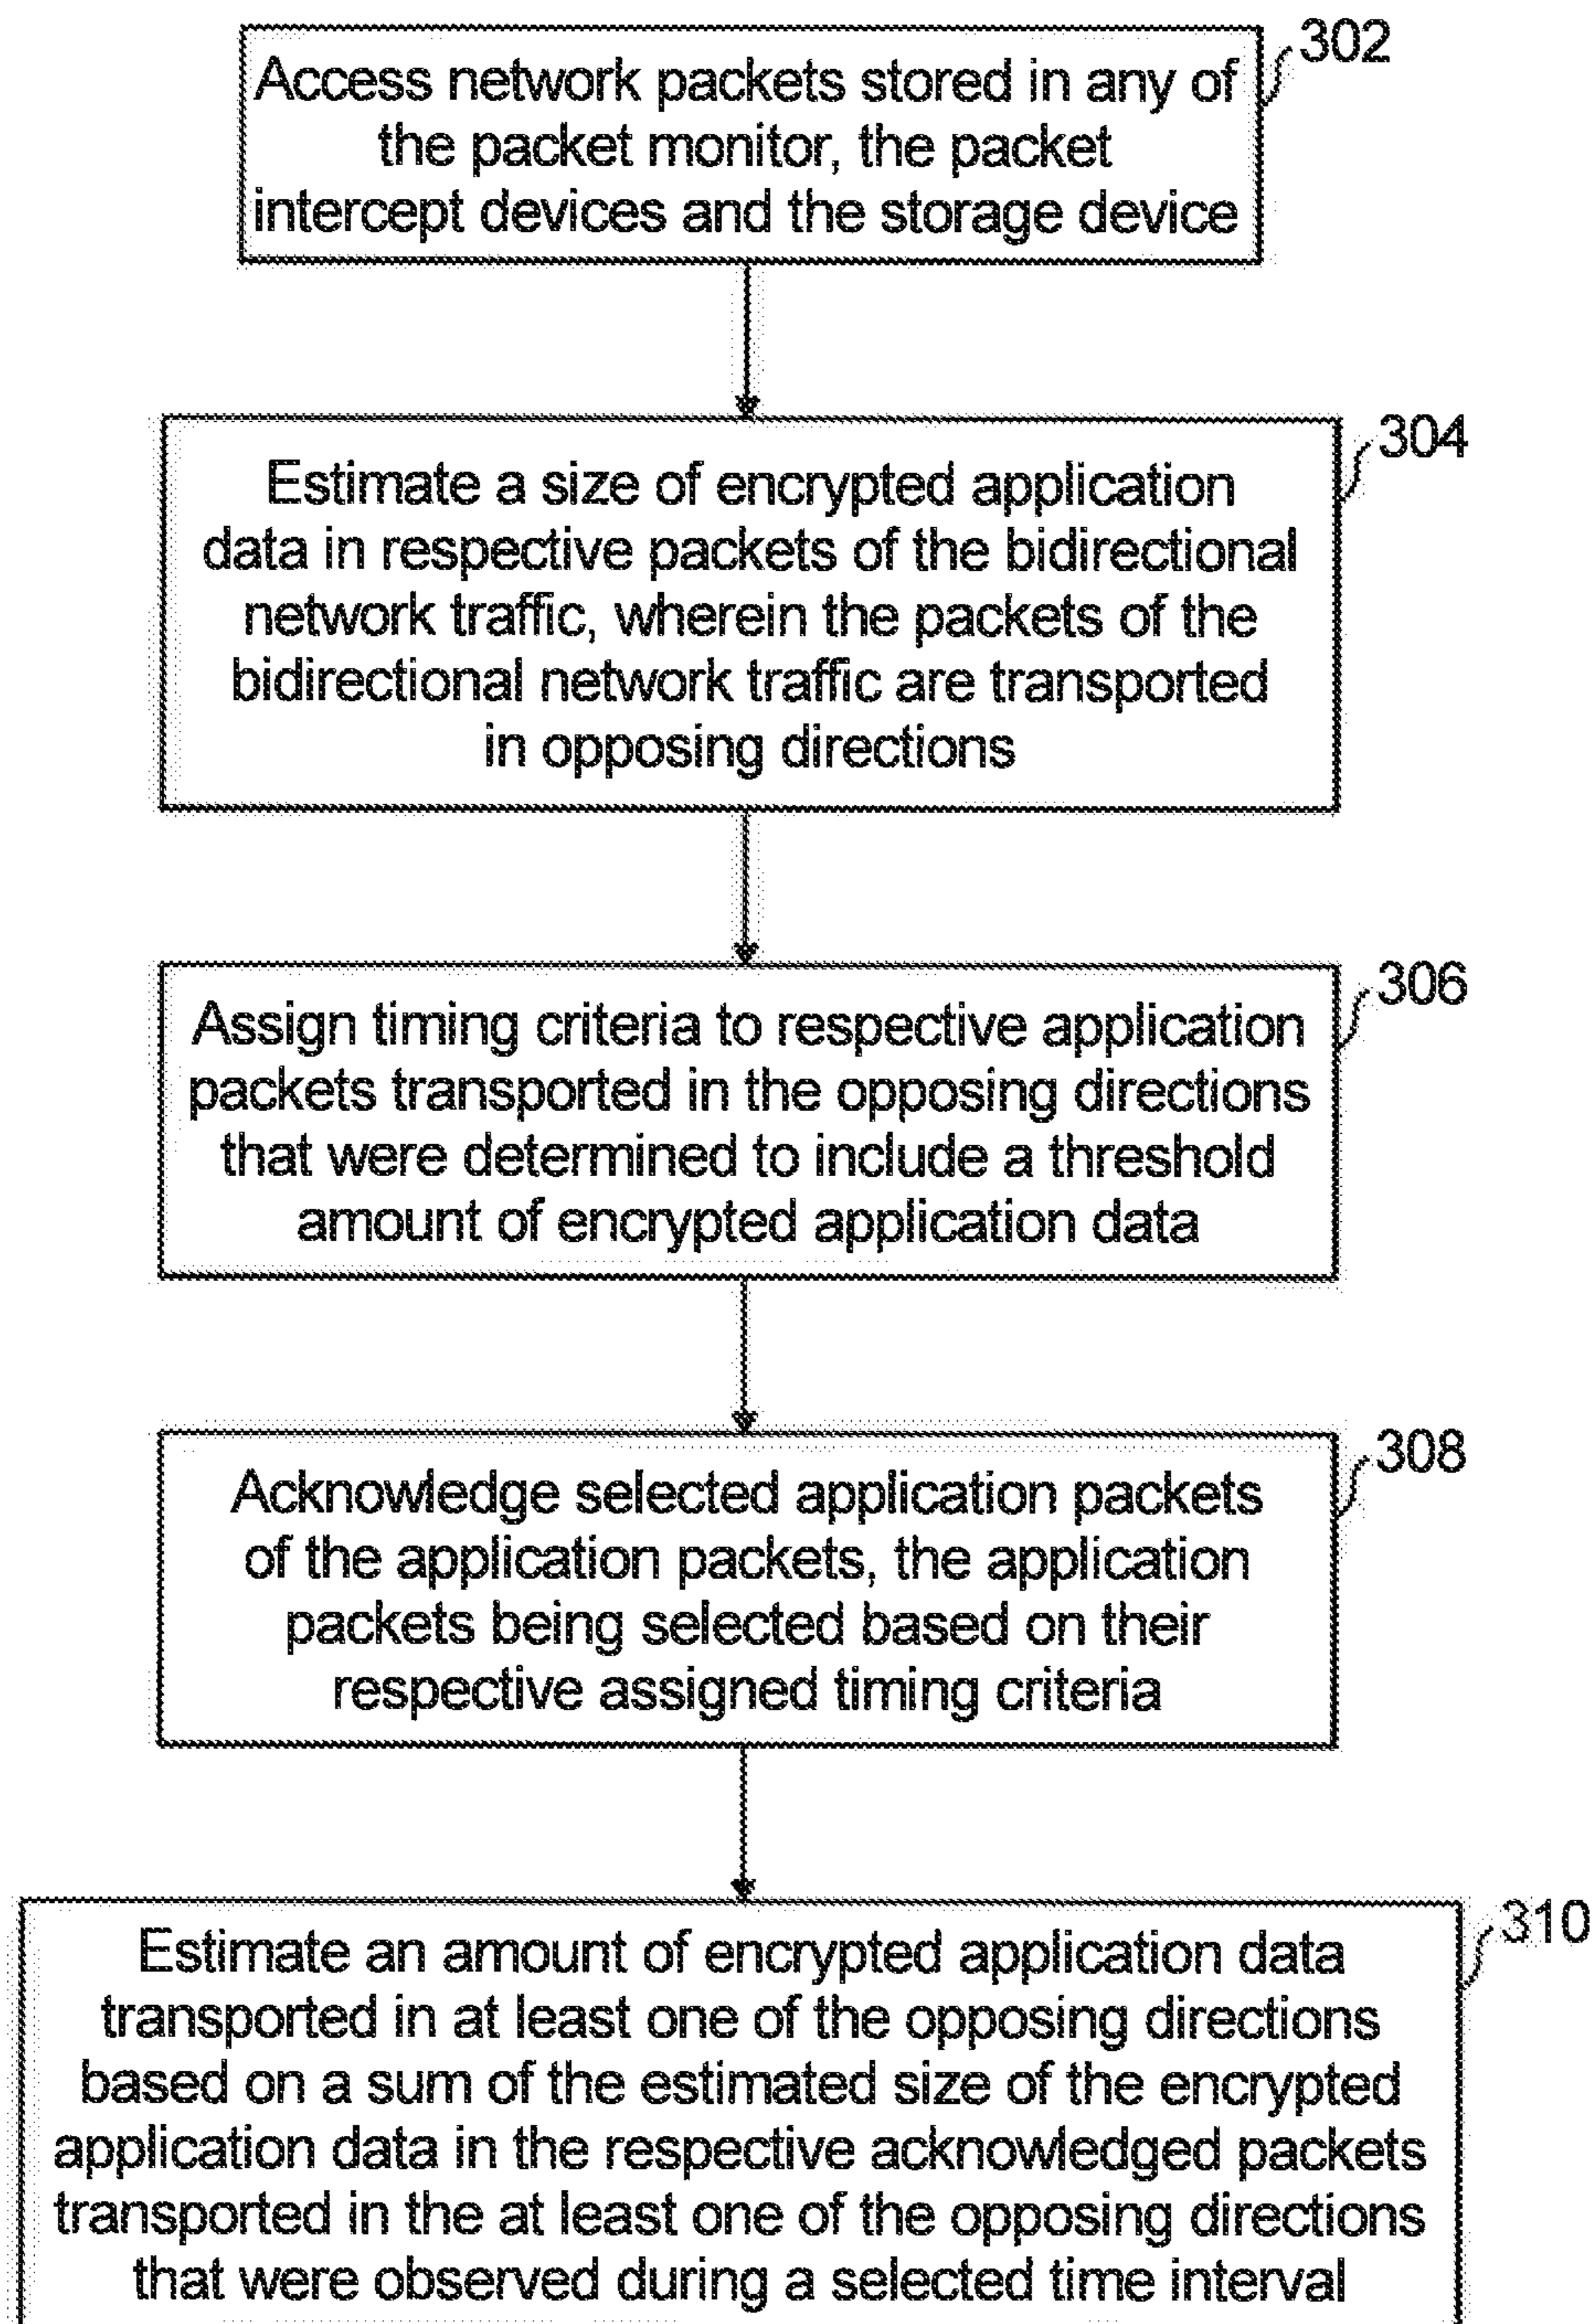 302
Access network packets stored in any of
the packet monitor, the packet
intercept devices and the storage device
304
Estimate a size of encrypted application
data in respective packets of the bidirectional
network traffic, wherein the packets of the
bidirectional network traffic are transported
in opposing directions
306
Assign timing criteria to respective application
packets transported in the opposing directions
that were determined to include a threshold
amount of encrypted application data
308
Acknowledge selected application packets
of the application packets, the application
packets being selected based on their
respective assigned timing criteria
310
Estimate an amount of encrypted application data
transported in at least one of the opposing directions
based on a sum of the estimated size of the encrypted
application data in the respective acknowledged packets
transported in the at least one of the opposing directions
that were observed during a selected time interval